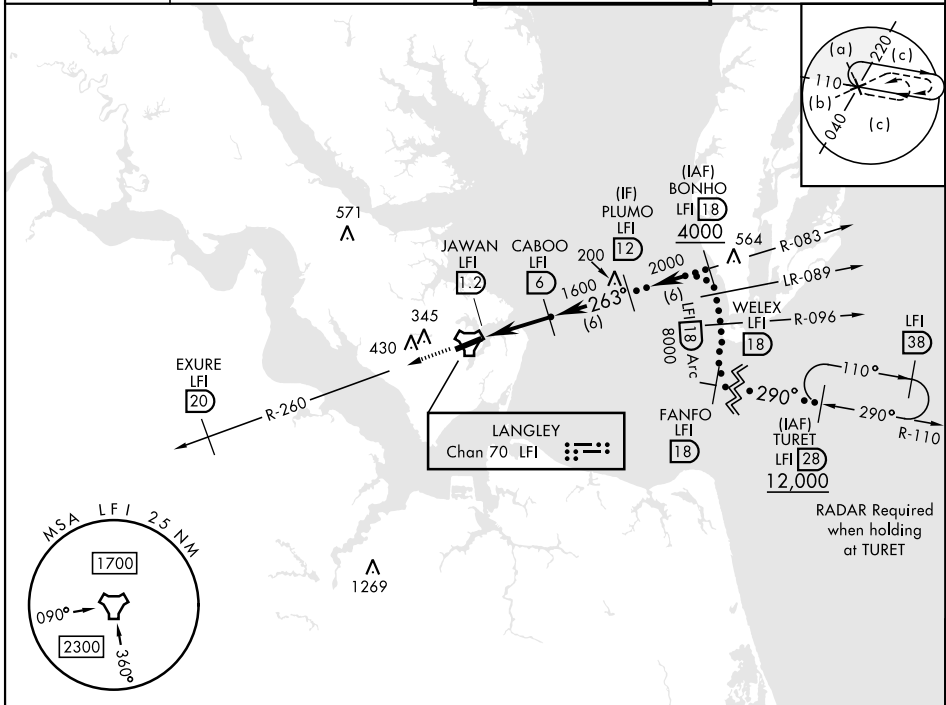 (a)
220
(c)
110
(b)
040
(c)
(IAF)
BONHO
LFI 18
4000
564
R-083
(IF)
PLUMO
LFI
12
571
JAWAN
LFI
1.2
CABOO
LFI
6
200
2000
(6)
LR-089
1600
263°
(6)
WELEX
LFI
18
R-096
LFI
18
Arc
8000
LFI
38
345
430
EXURE
LFI
20
R-260
110°
290°
290°
R-110
FANFO
LFI
18
(IAF)
TURET
LFI 28
12,000
LANGLEY
Chan 70 LFI
RADAR Required
when holding
at TURET
MSA LFI 25 NM
1700
090°
2300
360°
1269